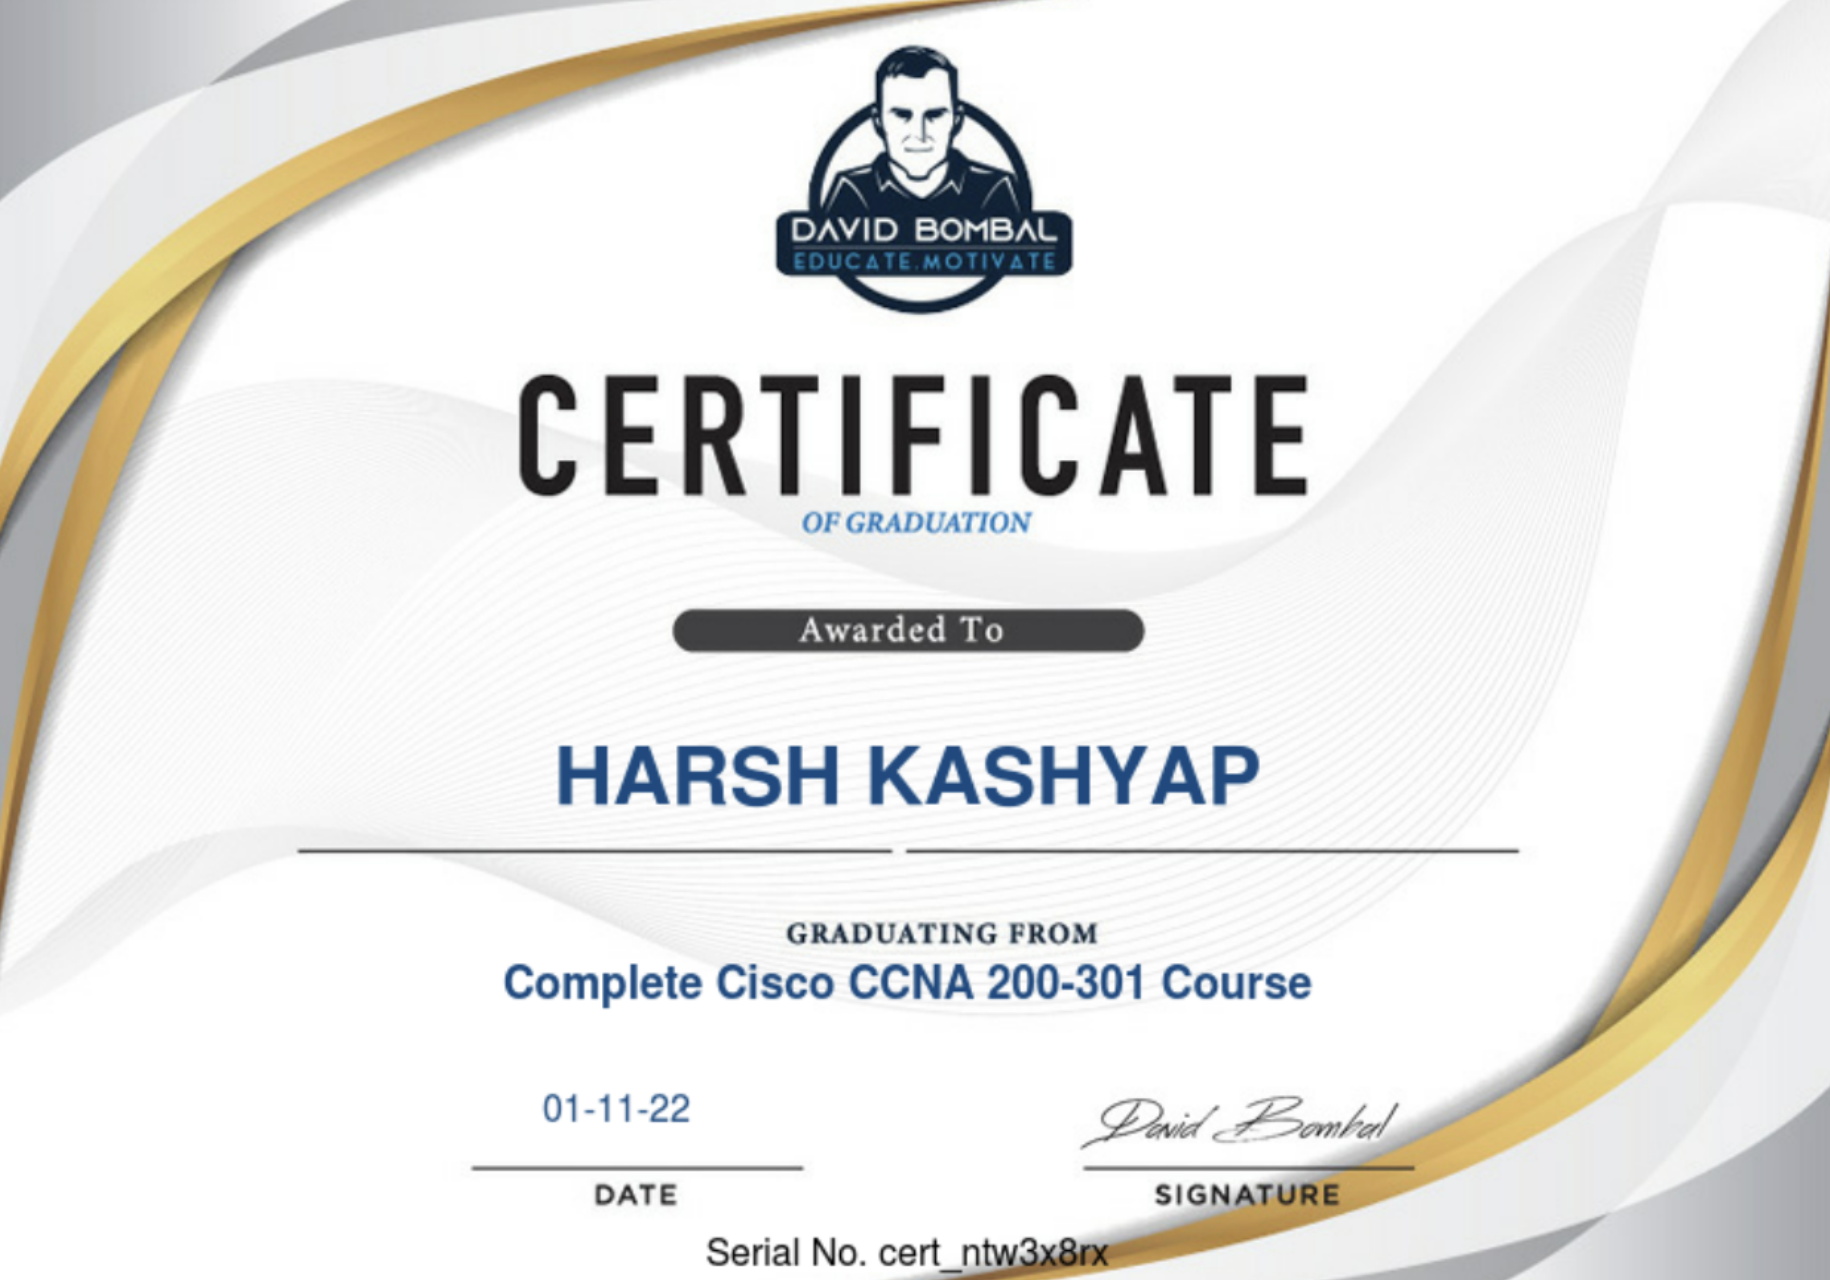 DAVID BOMBAL
EDUCATE.MOTIVATE
CERTIFICATE
OF GRADUATION
Awarded To
HARSH KASHYAP
GRADUATING FROM
Complete Cisco CCNA 200-301 Course
01-11-22
David Bombal
DATE
SIGNATURE
Serial No. cert_ntw3x8rx